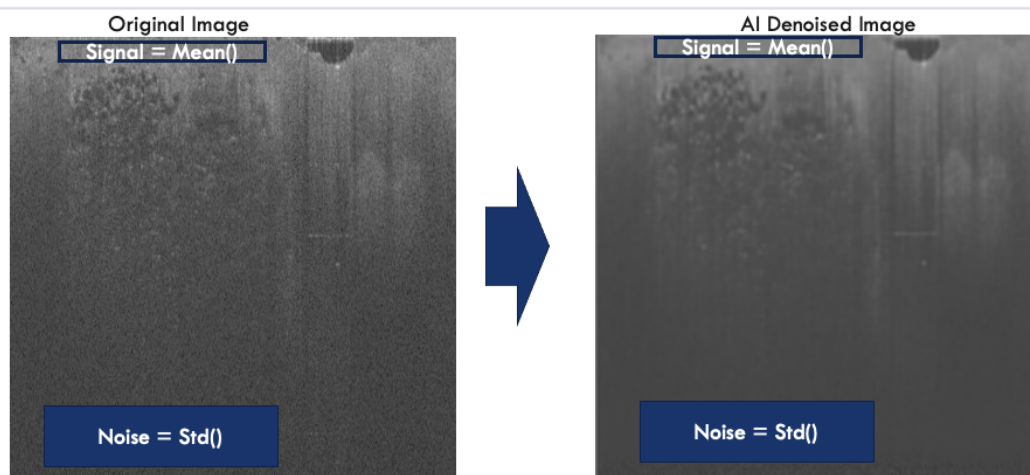 Original Image
AI Denoised Image
Signal = Mean()
Signal = Mean()
Noise = Std()
Noise = Std()